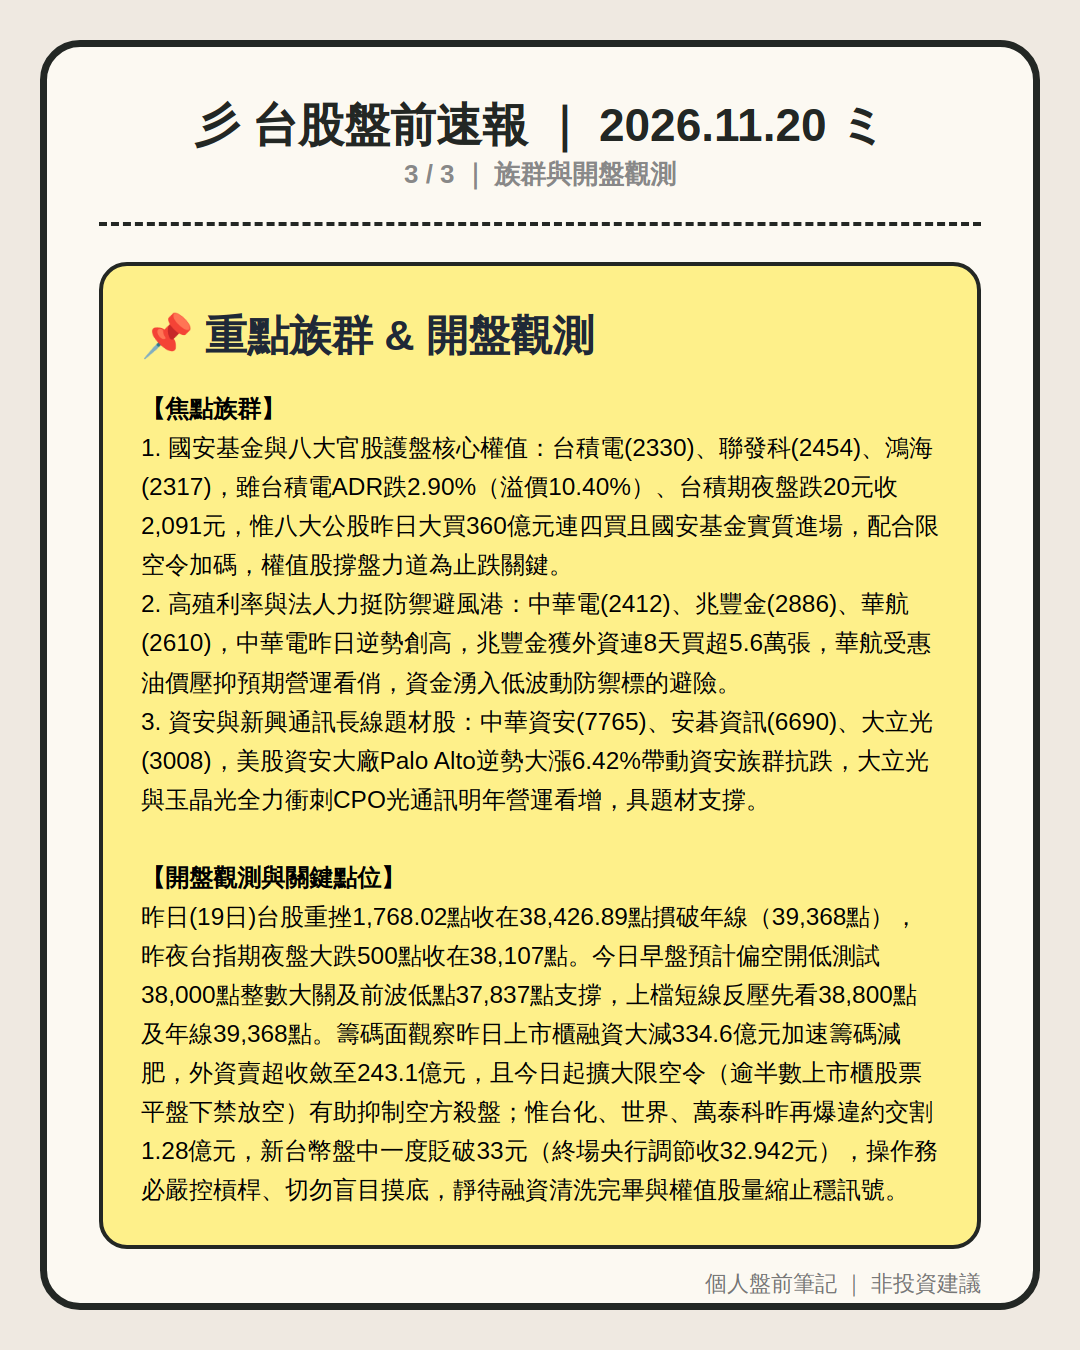 彡 台股盤前速報 ｜ 2026.11.20 ミ
3 / 3 ｜ 族群與開盤觀測
📌 重點族群 & 開盤觀測
【焦點族群】
1. 國安基金與八大官股護盤核心權值：台積電(2330)、聯發科(2454)、鴻海
(2317)，雖台積電ADR跌2.90%（溢價10.40%）、台積期夜盤跌20元收
2,091元，惟八大公股昨日大買360億元連四買且國安基金實質進場，配合限
空令加碼，權值股撐盤力道為止跌關鍵。
2. 高殖利率與法人力挺防禦避風港：中華電(2412)、兆豐金(2886)、華航
(2610)，中華電昨日逆勢創高，兆豐金獲外資連8天買超5.6萬張，華航受惠
油價壓抑預期營運看俏，資金湧入低波動防禦標的避險。
3. 資安與新興通訊長線題材股：中華資安(7765)、安碁資訊(6690)、大立光
(3008)，美股資安大廠Palo Alto逆勢大漲6.42%帶動資安族群抗跌，大立光
與玉晶光全力衝刺CPO光通訊明年營運看增，具題材支撐。
【開盤觀測與關鍵點位】
昨日(19日)台股重挫1,768.02點收在38,426.89點摜破年線（39,368點），
昨夜台指期夜盤大跌500點收在38,107點。今日早盤預計偏空開低測試
38,000點整數大關及前波低點37,837點支撐，上檔短線反壓先看38,800點
及年線39,368點。籌碼面觀察昨日上市櫃融資大減334.6億元加速籌碼減
肥，外資賣超收斂至243.1億元，且今日起擴大限空令（逾半數上市櫃股票
平盤下禁放空）有助抑制空方殺盤；惟台化、世界、萬泰科昨再爆違約交割
1.28億元，新台幣盤中一度貶破33元（終場央行調節收32.942元），操作務
必嚴控槓桿、切勿盲目摸底，靜待融資清洗完畢與權值股量縮止穩訊號。
個人盤前筆記 ｜ 非投資建議